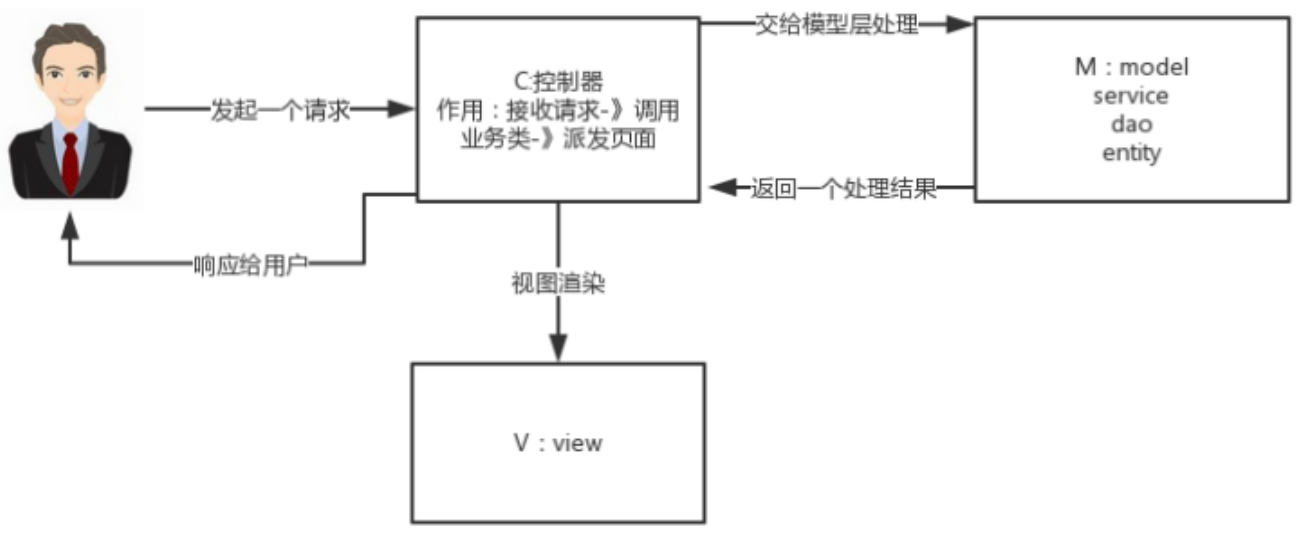 发起一个请求
C:控制器
作用：接收请求-》调用
业务类-》派发页面
交给模型层处理
M：model
service
dao
entity
返回一个处理结果
响应给用户
视图渲染
V：view